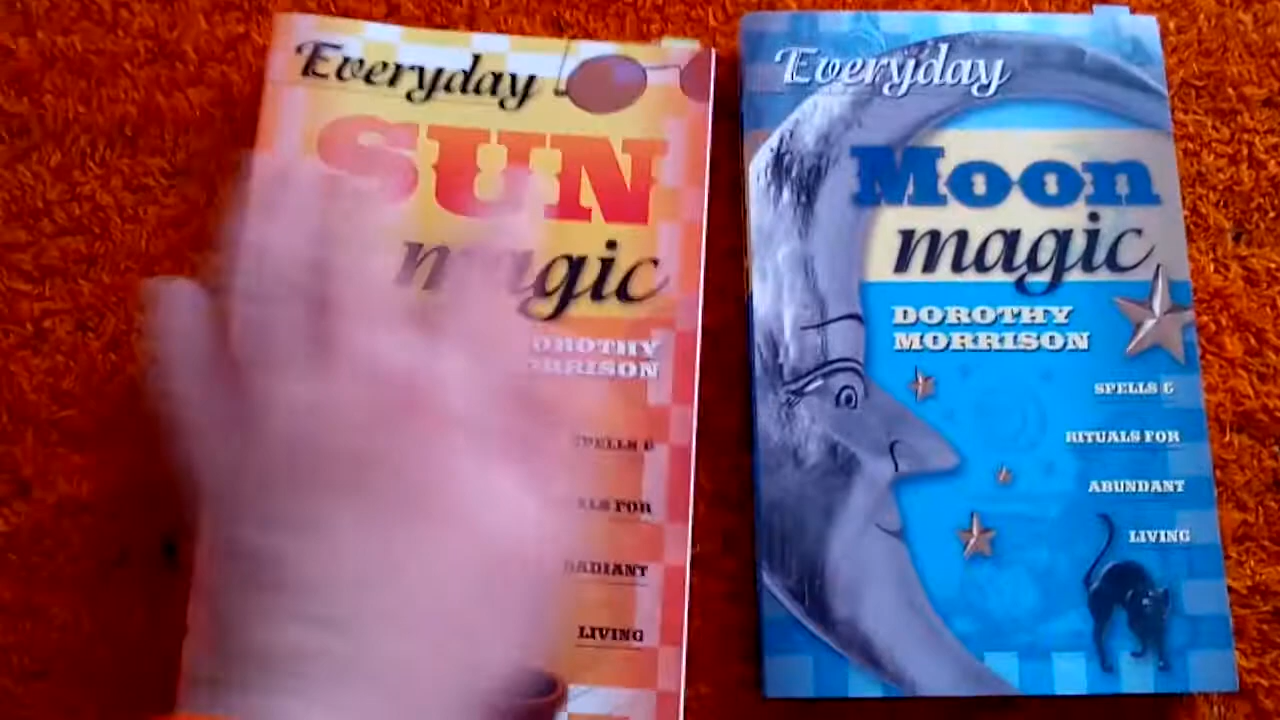 Everyday
SUN
magic
DOROTHY
MORRISON
SPELLS &
FOR
RADIANT
LIVING
Everyday
Moon
magic
DOROTHY
MORRISON
SPELLS &
RITUALS FOR
ABUNDANT
LIVING